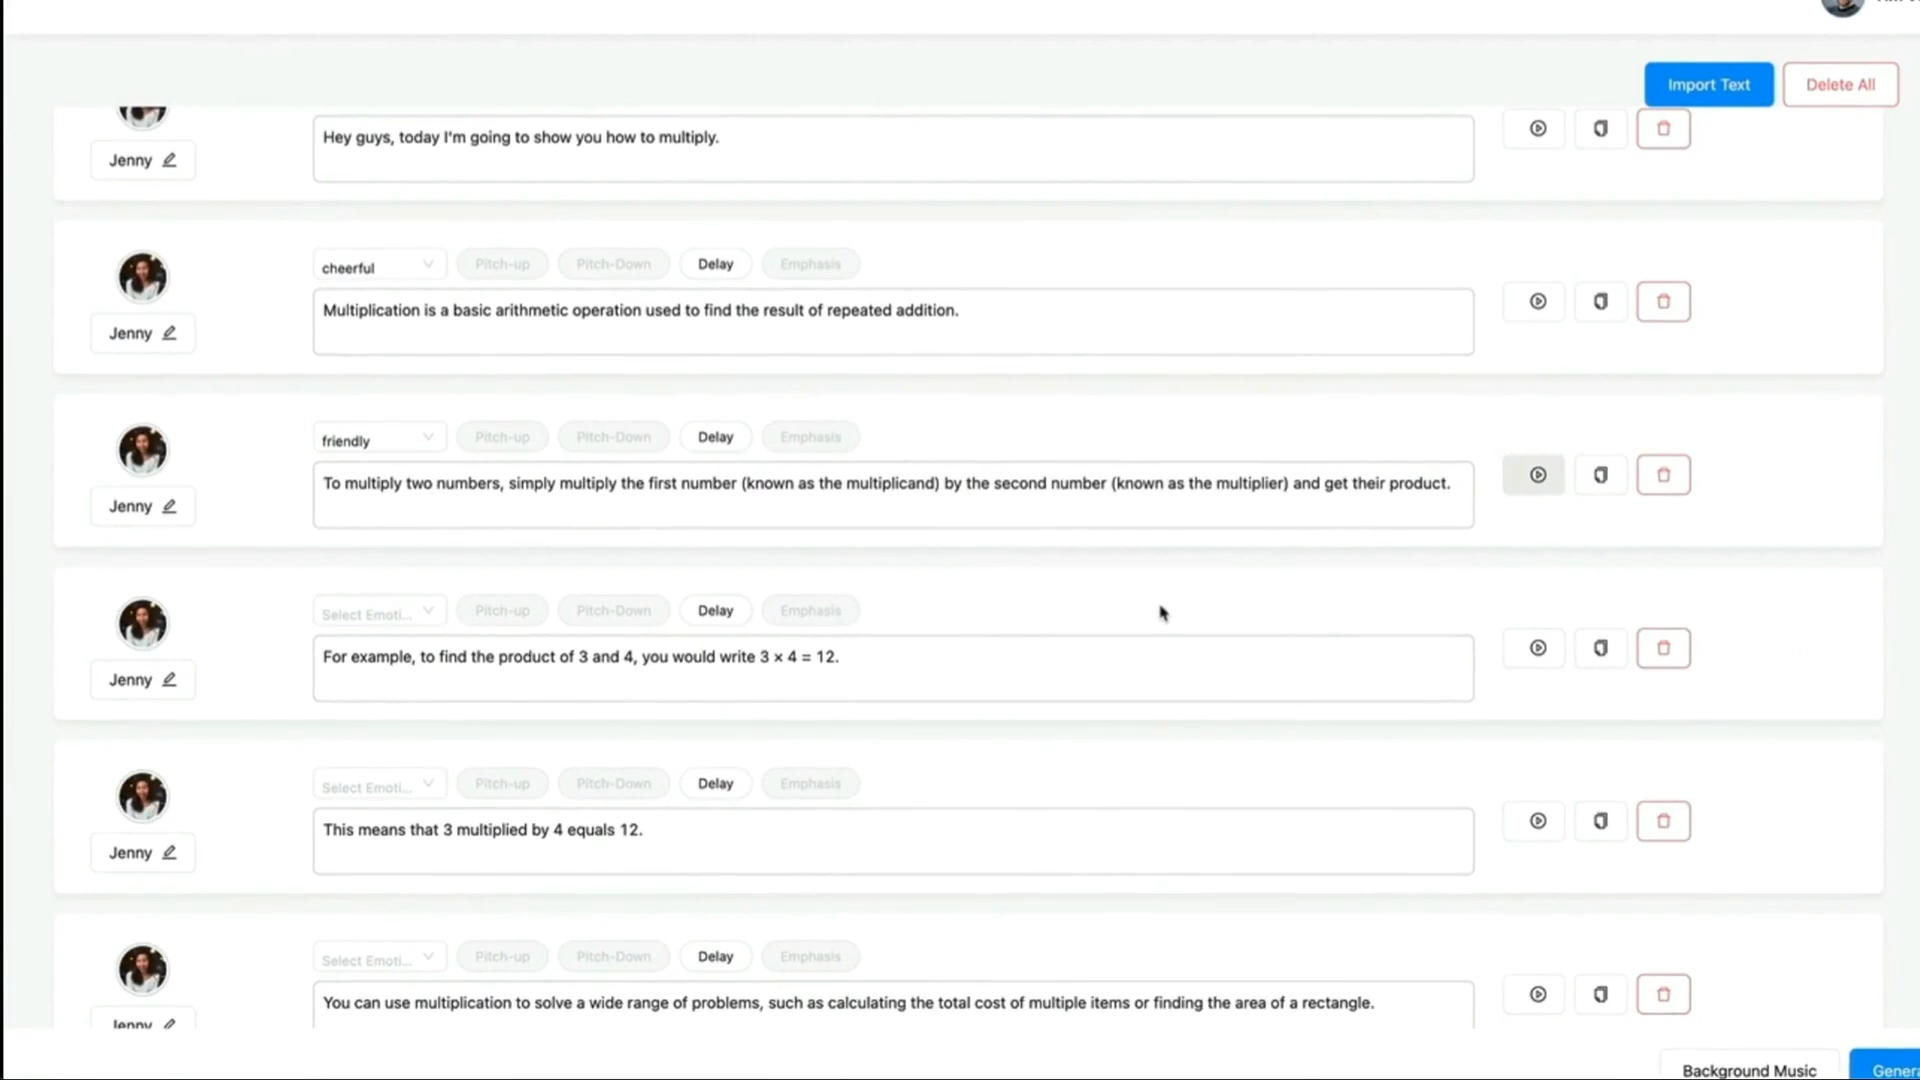 Import Text
Delete All
Hey guys, today I'm going to show you how to multiply.
Jenny
cheerful Pitch-up Pitch-Down Delay Emphasis
Multiplication is a basic arithmetic operation used to find the result of repeated addition.
Jenny
friendly Pitch-up Pitch-Down Delay Emphasis
To multiply two numbers, simply multiply the first number (known as the multiplicand) by the second number (known as the multiplier) and get their product.
Jenny
Select Emoti... Pitch-up Pitch-Down Delay Emphasis
For example, to find the product of 3 and 4, you would write 3 × 4 = 12.
Jenny
Select Emoti... Pitch-up Pitch-Down Delay Emphasis
This means that 3 multiplied by 4 equals 12.
Jenny
Select Emoti... Pitch-up Pitch-Down Delay Emphasis
You can use multiplication to solve a wide range of problems, such as calculating the total cost of multiple items or finding the area of a rectangle.
Jenny
Background Music
Genera